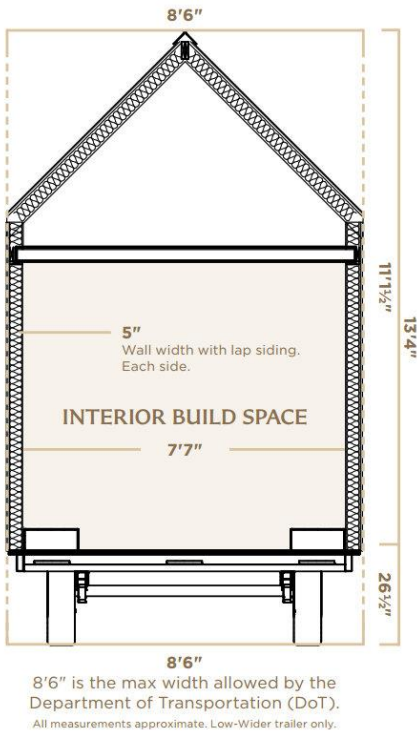 8'6"
11'1½"
13'4"
5"
Wall width with lap siding.
Each side.
INTERIOR BUILD SPACE
7'7"
26½"
8'6"
8'6" is the max width allowed by the
Department of Transportation (DoT).
All measurements approximate. Low-Wider trailer only.